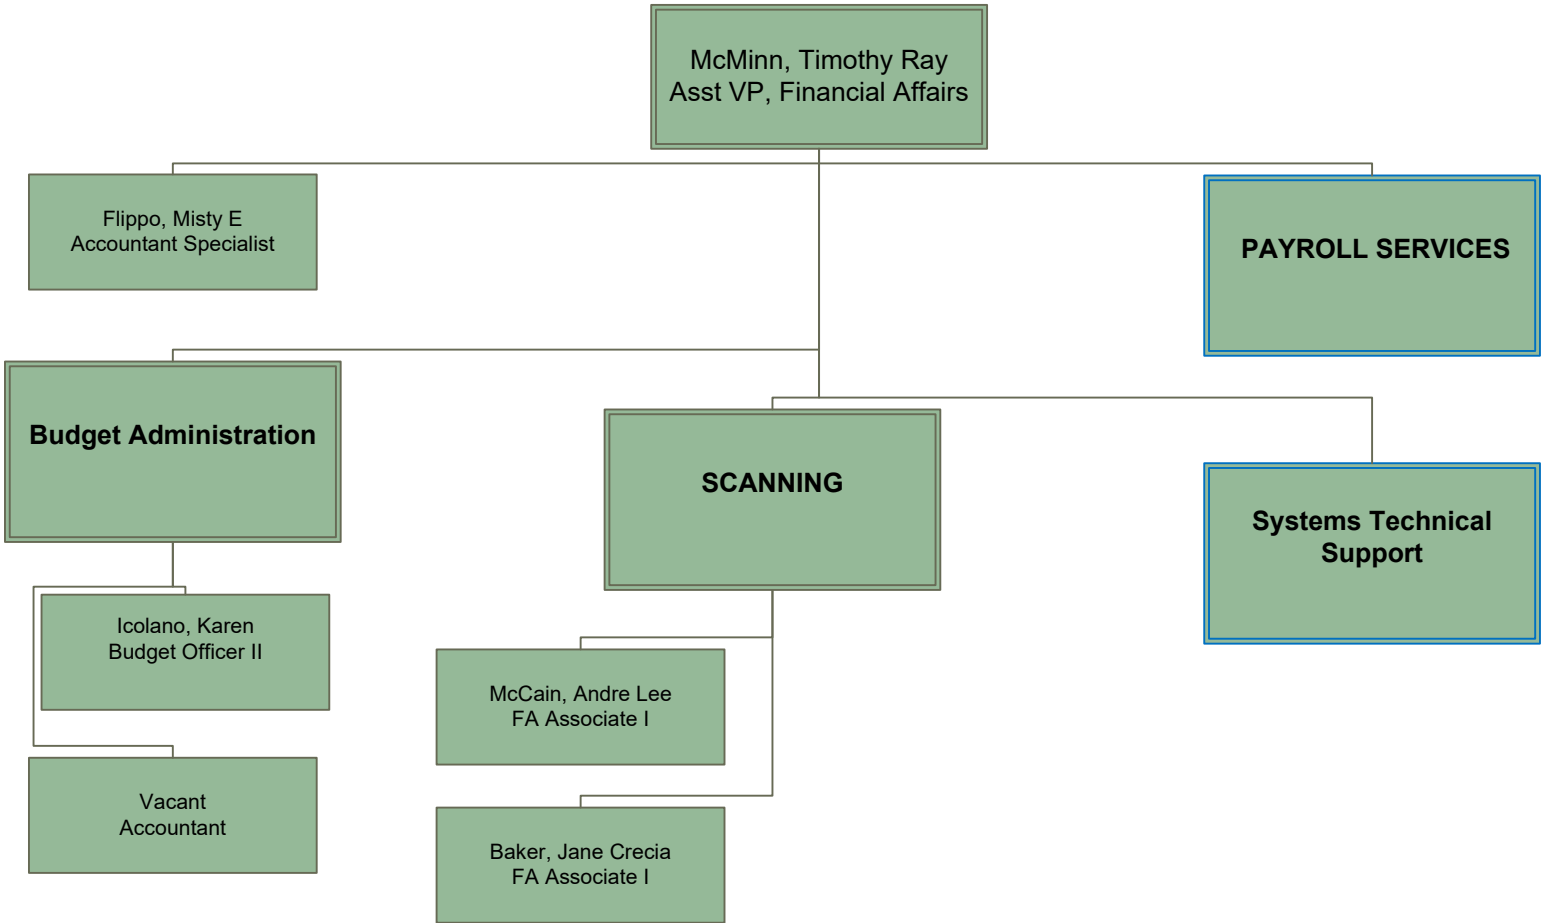 McMinn, Timothy Ray
Asst VP, Financial Affairs
Flippo, Misty E
Accountant Specialist
PAYROLL SERVICES
Budget Administration
SCANNING
Systems Technical
Support
Icolano, Karen
Budget Officer II
McCain, Andre Lee
FA Associate I
Vacant
Accountant
Baker, Jane Crecia
FA Associate I